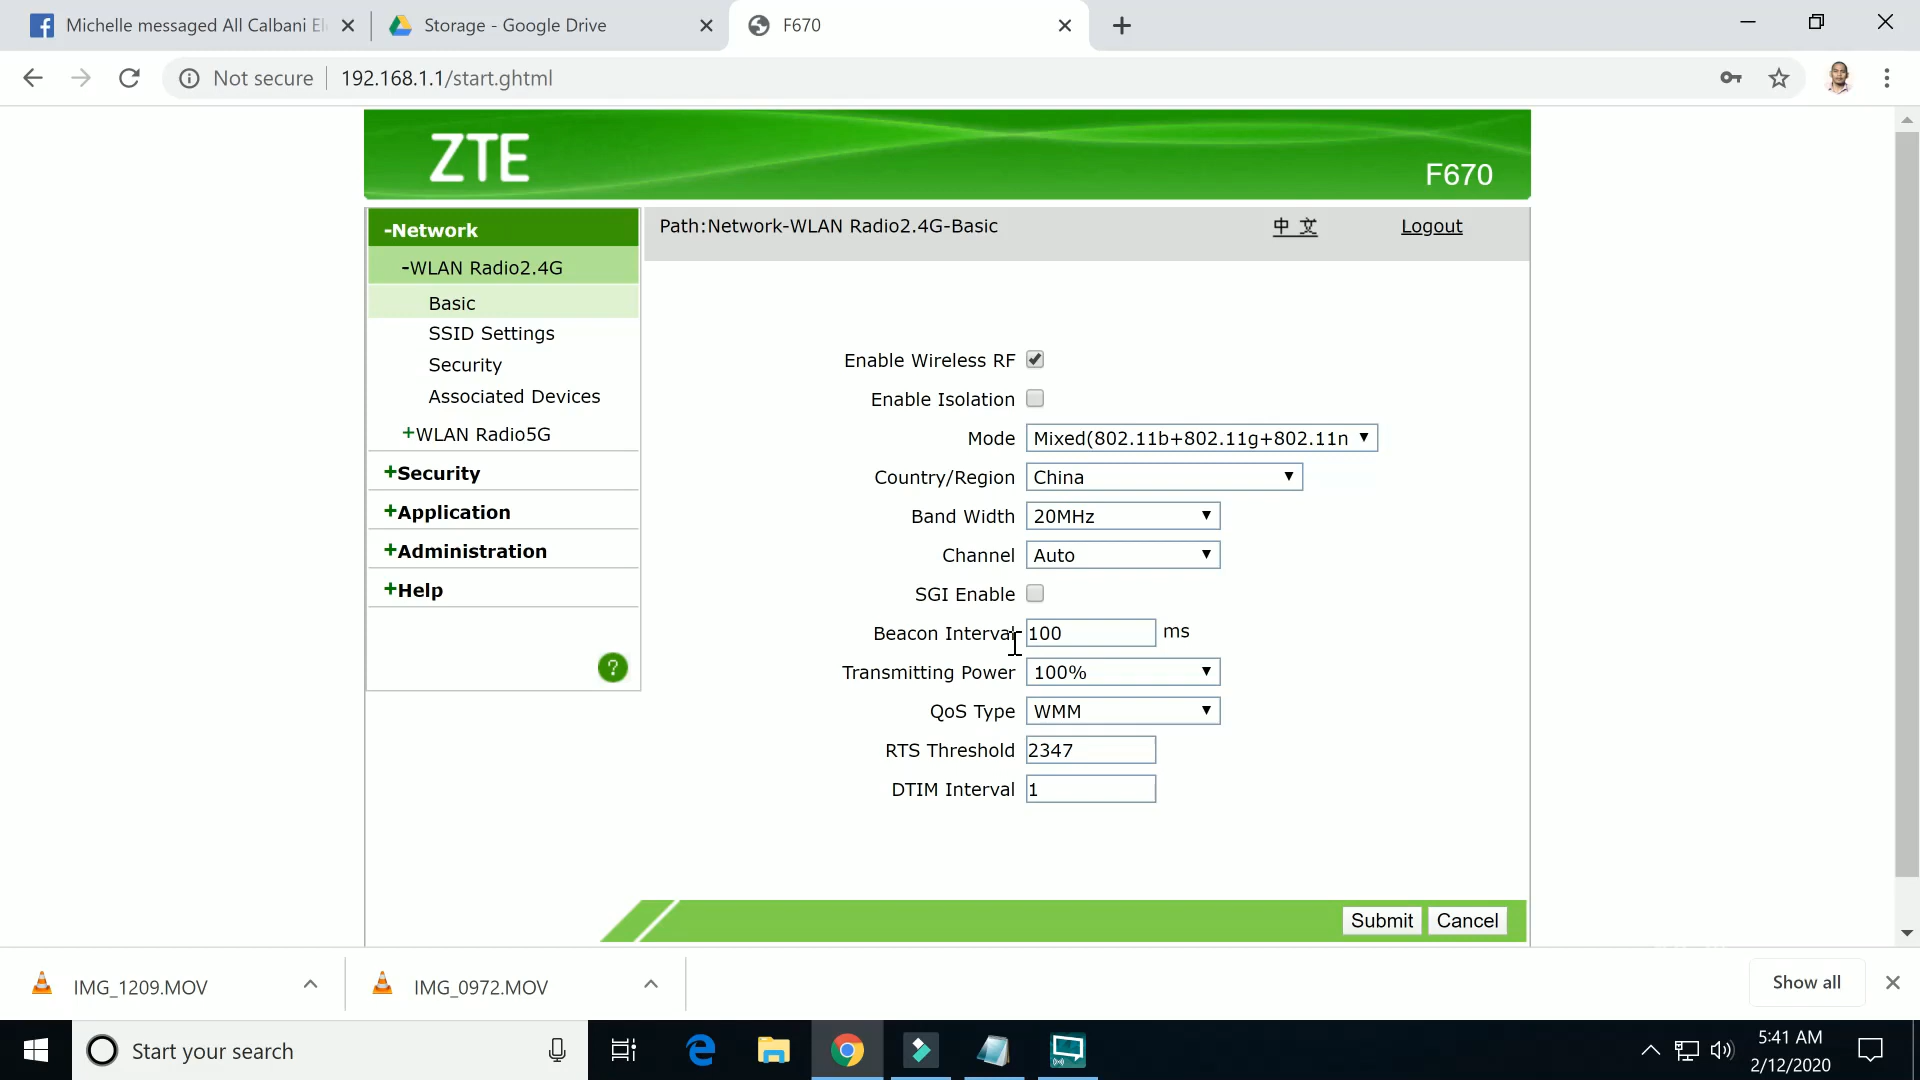 Michelle messaged All Calbani El
Storage - Google Drive
F670
Not secure
192.168.1.1/start.ghtml
ZTE
F670
-Network
-WLAN Radio2.4G
Basic
SSID Settings
Security
Associated Devices
+WLAN Radio5G
+Security
+Application
+Administration
+Help
?
Path:Network-WLAN Radio2.4G-Basic
中 文
Logout
Enable Wireless RF
Enable Isolation
Mode Mixed(802.11b+802.11g+802.11n
Country/Region China
Band Width 20MHz
Channel Auto
SGI Enable
Beacon Interval 100 ms
Transmitting Power 100%
QoS Type WMM
RTS Threshold 2347
DTIM Interval 1
Submit Cancel
IMG_1209.MOV
IMG_0972.MOV
Show all
Start your search
5:41 AM
2/12/2020